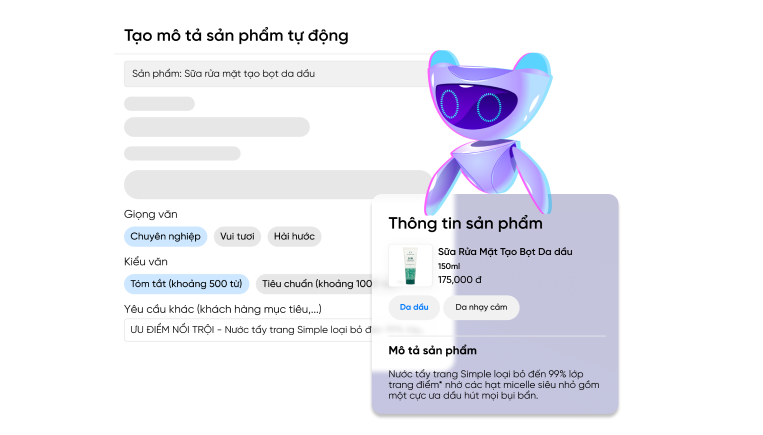 Tạo mô tả sản phẩm tự động
Sản phẩm: Sữa rửa mặt tạo bọt da dầu
Giọng văn
Chuyên nghiệp Vui tươi Hài hước
Kiểu văn
Tóm tắt (khoảng 500 từ) Tiêu chuẩn (khoảng
Yêu cầu khác (khách hàng mục tiêu,...)
ƯU ĐIỂM NỔI TRỘI - Nước tẩy trang Simple loại bỏ
Thông tin sản phẩm
Sữa Rửa Mặt Tạo Bọt Da dầu
150ml
175,000 đ
Da dầu Da nhạy cảm
Mô tả sản phẩm
Nước tẩy trang Simple loại bỏ đến 99% lớp
trang điểm* nhờ các hạt micelle siêu nhỏ gồm
một cực ưa dầu hút mọi bụi bẩn.